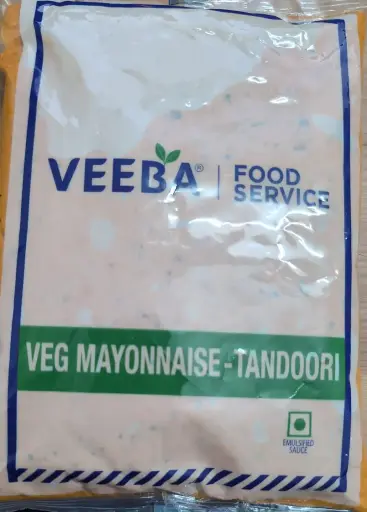 VEEBA® | FOOD
SERVICE
VEG MAYONNAISE - TANDOORI
EMULSIFIED
SAUCE